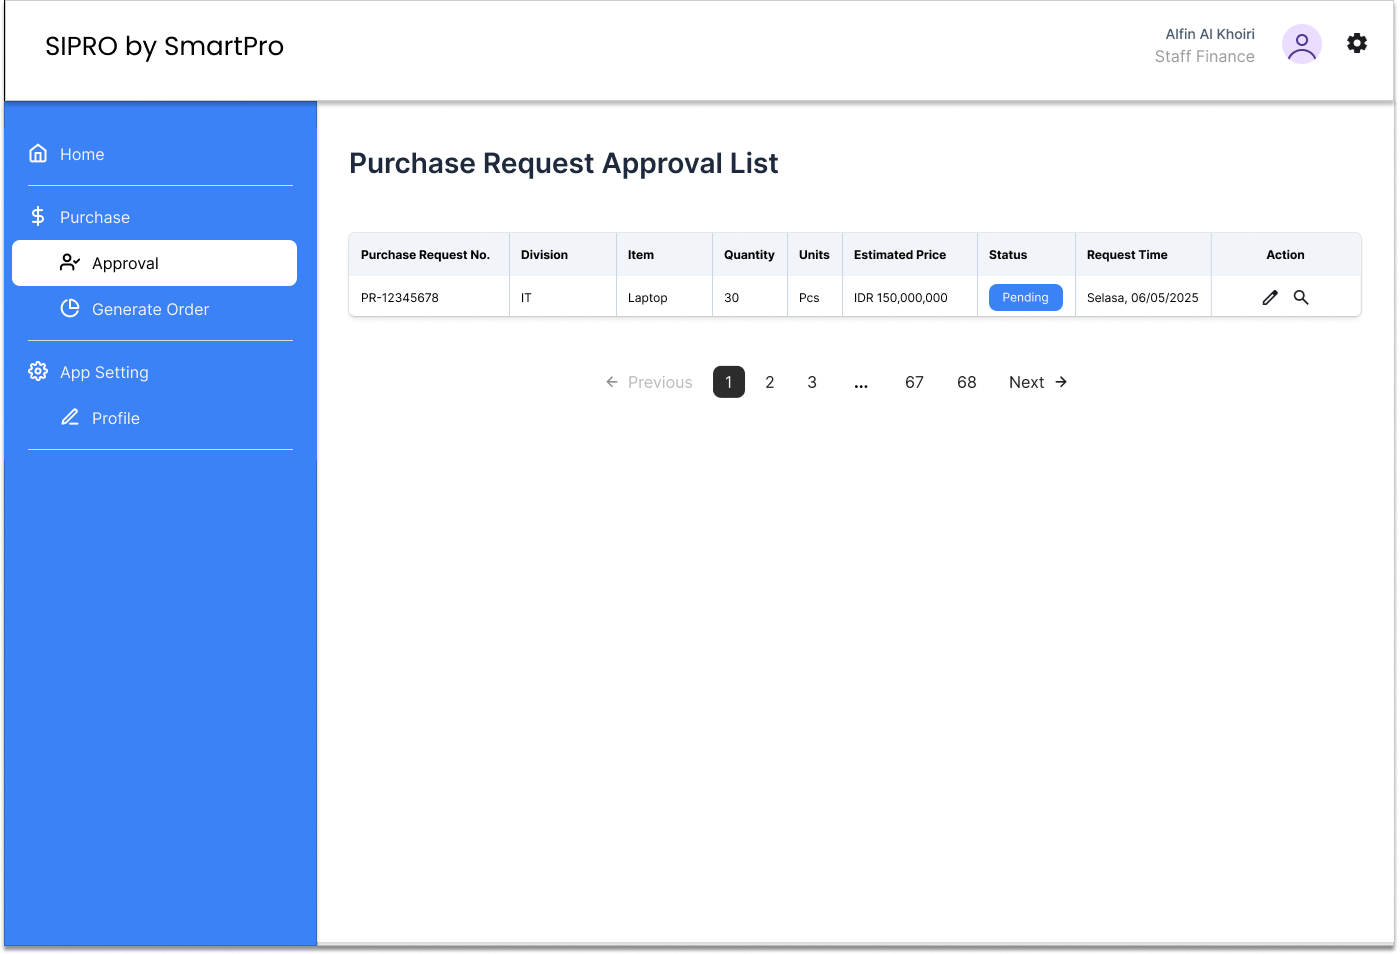 SIPRO by SmartPro
Alfin Al Khoiri
Staff Finance
Home
Purchase
Approval
Generate Order
App Setting
Profile
Purchase Request Approval List
Purchase Request No. Division Item Quantity Units Estimated Price Status Request Time Action
PR-12345678 IT Laptop 30 Pcs IDR 150,000,000 Pending Selasa, 06/05/2025
← Previous 1 2 3 ... 67 68 Next →